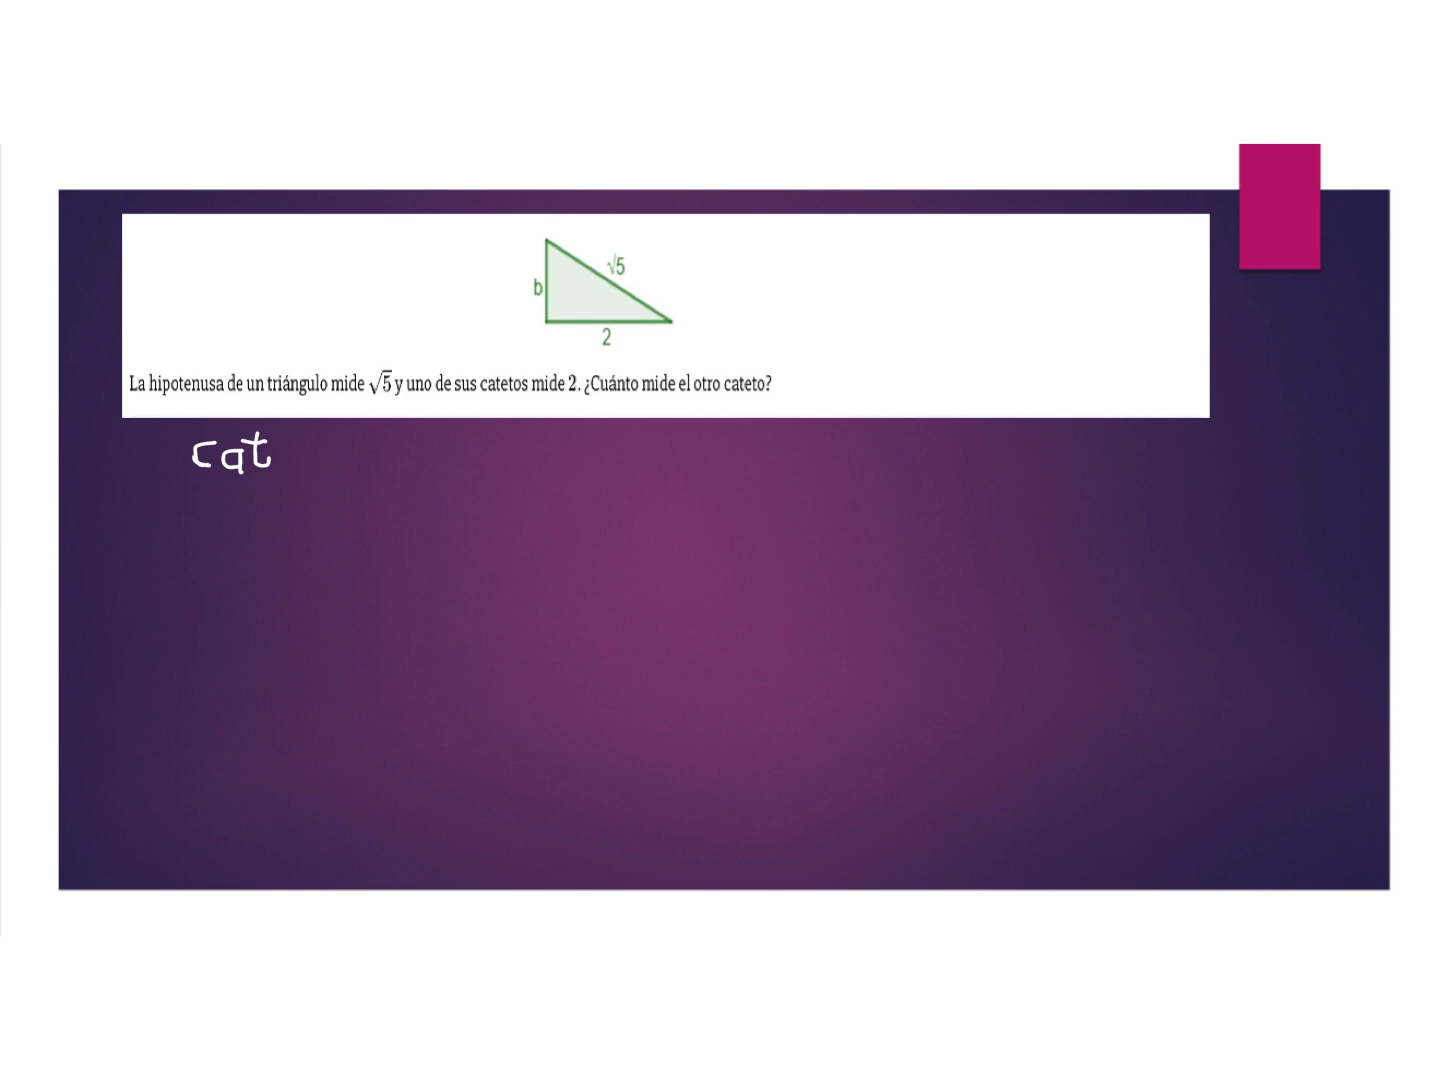 √5
b
2
La hipotenusa de un triángulo mide √5 y uno de sus catetos mide 2. ¿Cuánto mide el otro cateto?
cat